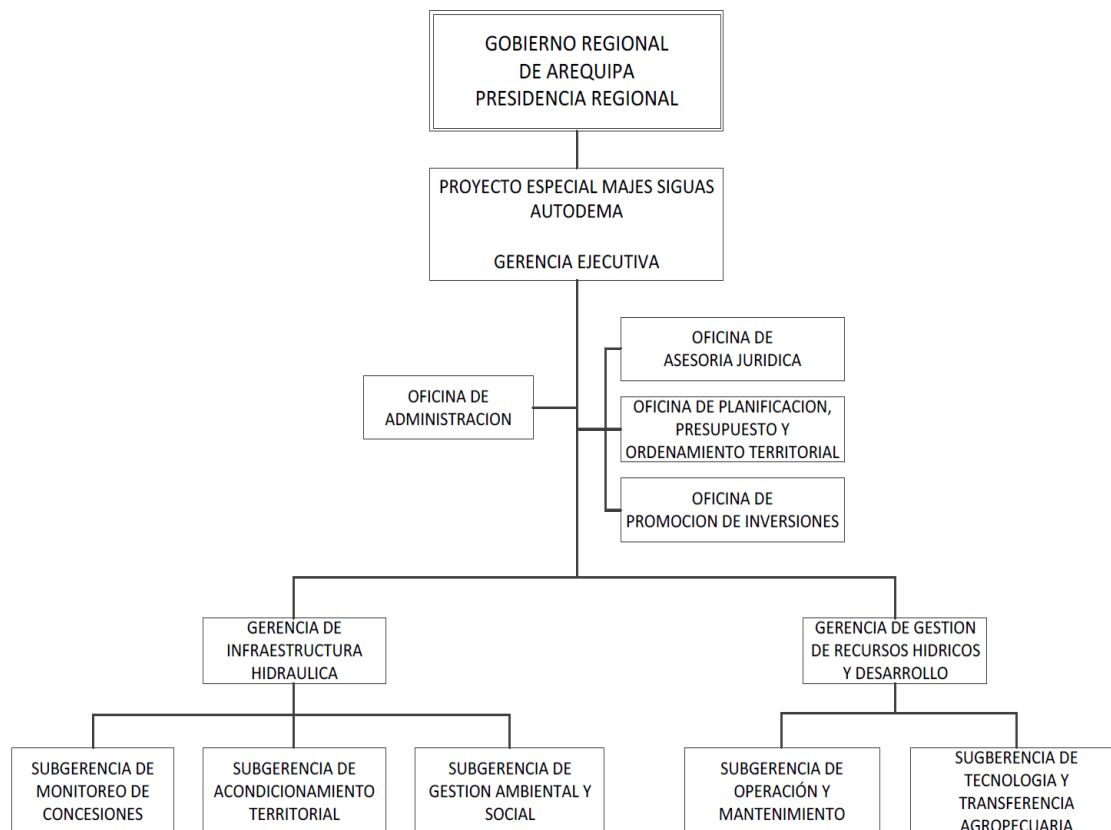 GOBIERNO REGIONAL
DE AREQUIPA
PRESIDENCIA REGIONAL
PROYECTO ESPECIAL MAJES SIGUAS
AUTODEMA
GERENCIA EJECUTIVA
OFICINA DE
ASESORIA JURIDICA
OFICINA DE
ADMINISTRACION
OFICINA DE PLANIFICACION,
PRESUPUESTO Y
ORDENAMIENTO TERRITORIAL
OFICINA DE
PROMOCION DE INVERSIONES
GERENCIA DE
INFRAESTRUCTURA
HIDRAULICA
GERENCIA DE GESTION
DE RECURSOS HIDRICOS
Y DESARROLLO
SUBGERENCIA DE
MONITOREO DE
CONCESIONES
SUBGERENCIA DE
ACONDICIONAMIENTO
TERRITORIAL
SUBGERENCIA DE
GESTION AMBIENTAL Y
SOCIAL
SUBGERENCIA DE
OPERACIÓN Y
MANTENIMIENTO
SUGBERENCIA DE
TECNOLOGIA Y
TRANSFERENCIA
AGROPECUARIA